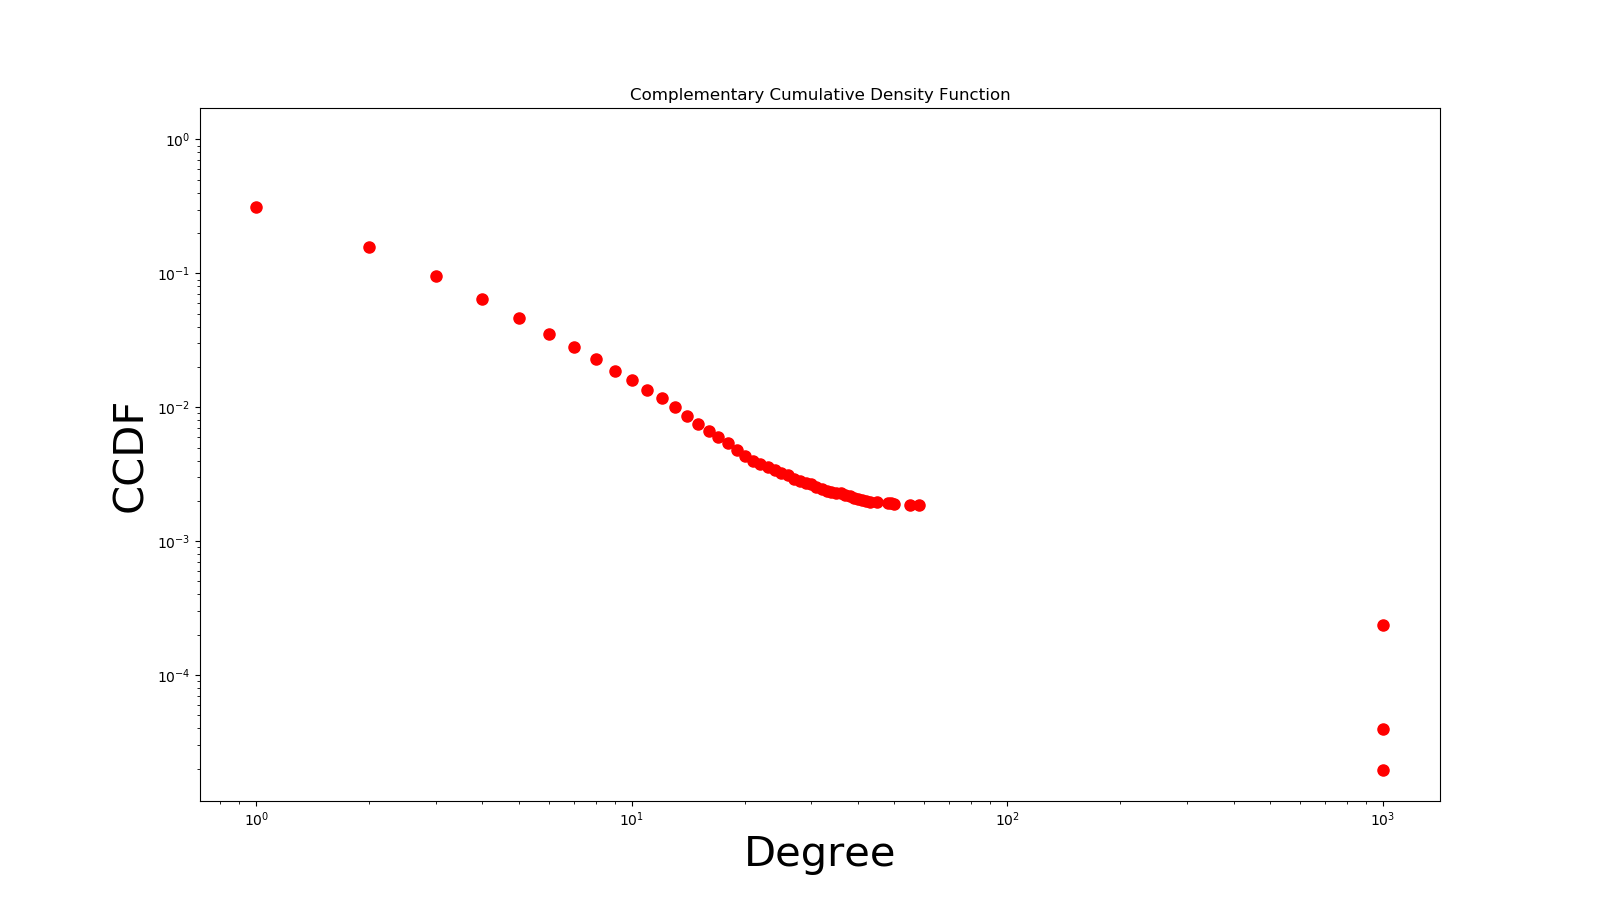 Complementary Cumulative Density Function
10⁰
10⁻¹
10⁻²
10⁻³
10⁻⁴
CCDF
10⁰ 10¹ 10² 10³
Degree